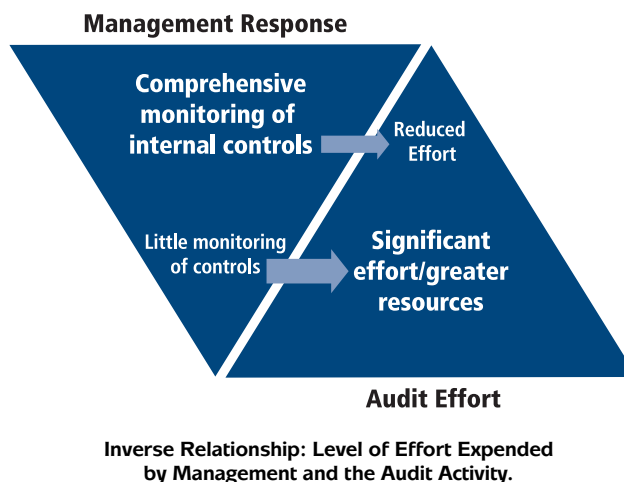 Management Response
Comprehensive
monitoring of
internal controls
Reduced
Effort
Little monitoring
of controls
Significant
effort/greater
resources
Audit Effort
Inverse Relationship: Level of Effort Expended
by Management and the Audit Activity.